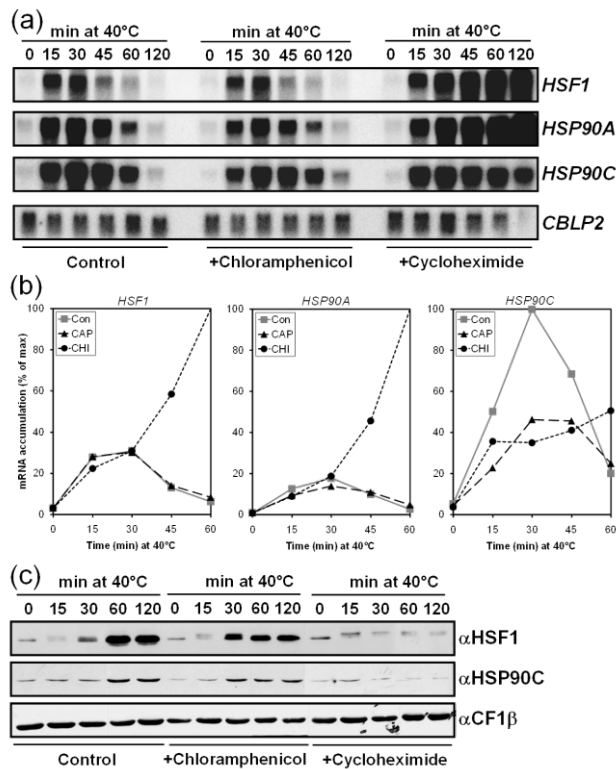 (a)
min at 40°C min at 40°C min at 40°C
0 15 30 45 60 120 0 15 30 45 60 120 0 15 30 45 60 120
HSF1
HSP90A
HSP90C
CBLP2
Control +Chloramphenicol +Cycloheximide
(b)
HSF1 HSP90A HSP90C
mRNA accumulation (% of max)
100 100 100
Con Con Con
CAP CAP CAP
CHI CHI CHI
80 80 80
60 60 60
40 40 40
20 20 20
0 0 0
0 15 30 45 60 0 15 30 45 60 0 15 30 45 60
Time (min) at 40°C Time (min) at 40°C Time (min) at 40°C
(c)
min at 40°C min at 40°C min at 40°C
0 15 30 60 120 0 15 30 60 120 0 15 30 60 120
αHSF1
αHSP90C
αCF1β
Control +Chloramphenicol +Cycloheximide